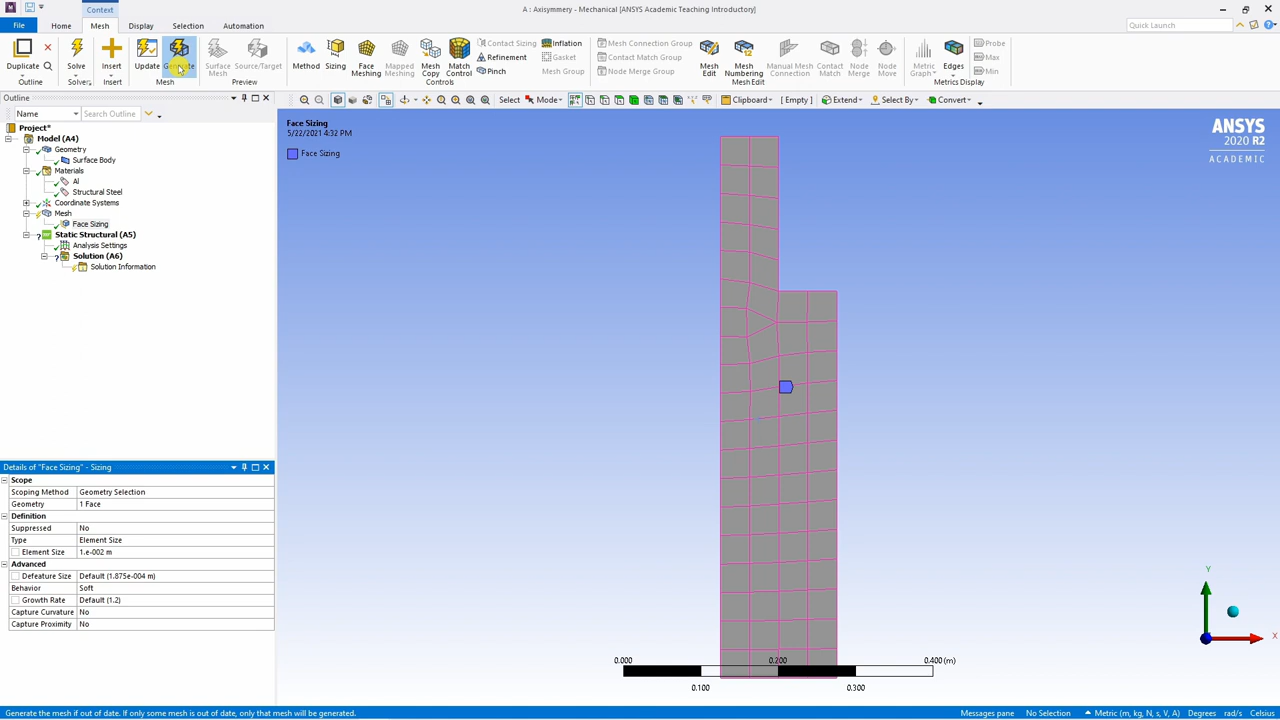 Context
A : Axisymmery - Mechanical [ANSYS Academic Teaching Introductory]
File Home Mesh Display Selection Automation
Quick Launch
Duplicate
Outline
Solve
Solver
Insert
Insert
Update
Generate
Mesh
Surface Mesh
Source/Target
Preview
Method
Sizing
Face Meshing
Mapped Meshing
Mesh Copy
Match Control
Contact Sizing
Refinement
Pinch
Inflation
Gasket
Mesh Group
Controls
Mesh Connection Group
Contact Match Group
Node Merge Group
Mesh Edit
Mesh Numbering
Manual Mesh Connection
Contact Match
Node Merge
Node Move
Mesh Edit
Metric Graph
Edges
Probe
Max
Min
Metrics Display
Outline
Name
Search Outline
Select
Mode
Clipboard
[ Empty ]
Extend
Select By
Convert
Project*
Model (A4)
Geometry
Surface Body
Materials
Al
Structural Steel
Coordinate Systems
Mesh
Face Sizing
Static Structural (A5)
Analysis Settings
Solution (A6)
Solution Information
Face Sizing
5/22/2021 4:32 PM
Face Sizing
ANSYS
2020 R2
ACADEMIC
Details of "Face Sizing" - Sizing
Scope
Scoping Method Geometry Selection
Geometry 1 Face
Definition
Suppressed No
Type Element Size
Element Size 1.e-002 m
Advanced
Defeature Size Default (1.875e-004 m)
Behavior Soft
Growth Rate Default (1.2)
Capture Curvature No
Capture Proximity No
0.000 0.200 0.400 (m)
0.100 0.300
Y
X
Generate the mesh if out of date. If only some mesh is out of date, only that mesh will be generated.
Messages pane No Selection Metric (m, kg, N, s, V, A) Degrees rad/s Celsius